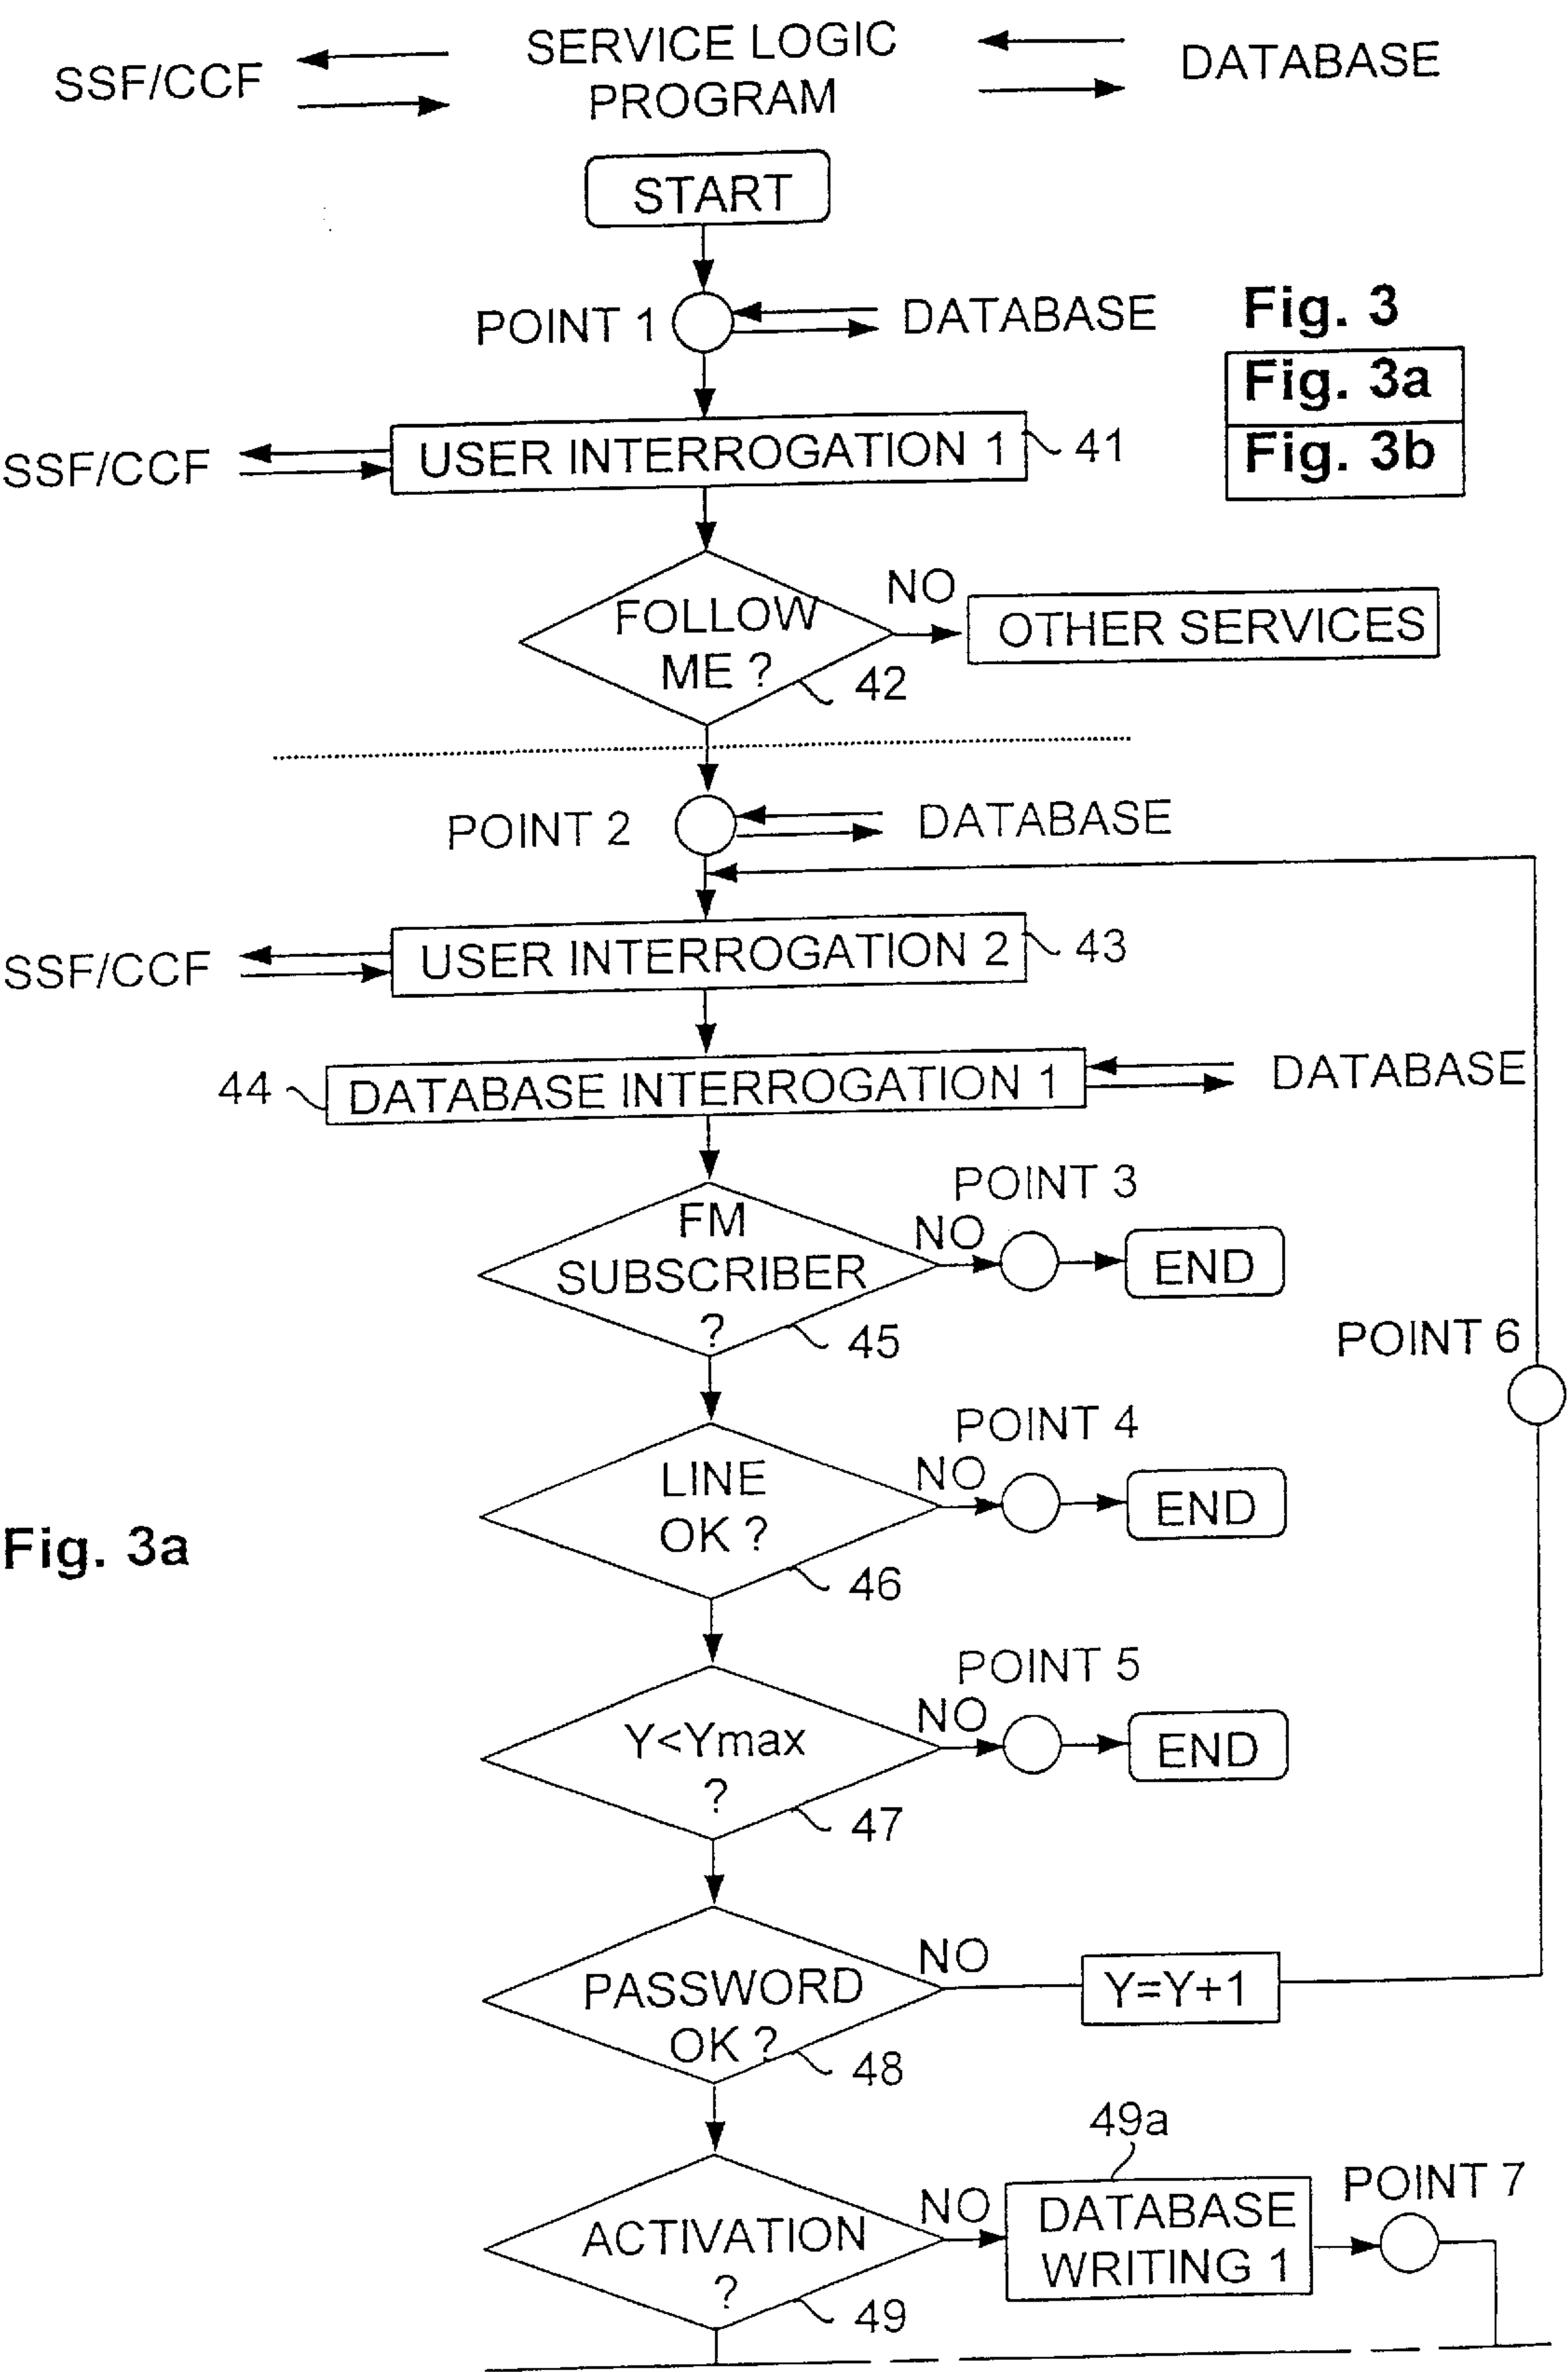 SSF/CCF
SERVICE LOGIC
PROGRAM
DATABASE
START
POINT 1
DATABASE
Fig. 3
Fig. 3a
Fig. 3b
SSF/CCF
USER INTERROGATION 1
41
FOLLOW
ME ?
42
NO
OTHER SERVICES
POINT 2
DATABASE
SSF/CCF
USER INTERROGATION 2
43
44
DATABASE INTERROGATION 1
DATABASE
FM
SUBSCRIBER
?
45
NO
POINT 3
END
POINT 6
LINE
OK ?
46
NO
POINT 4
END
Fig. 3a
Y<Ymax
?
47
NO
POINT 5
END
PASSWORD
OK ?
48
NO
Y=Y+1
ACTIVATION
?
49
NO
49a
DATABASE
WRITING 1
POINT 7